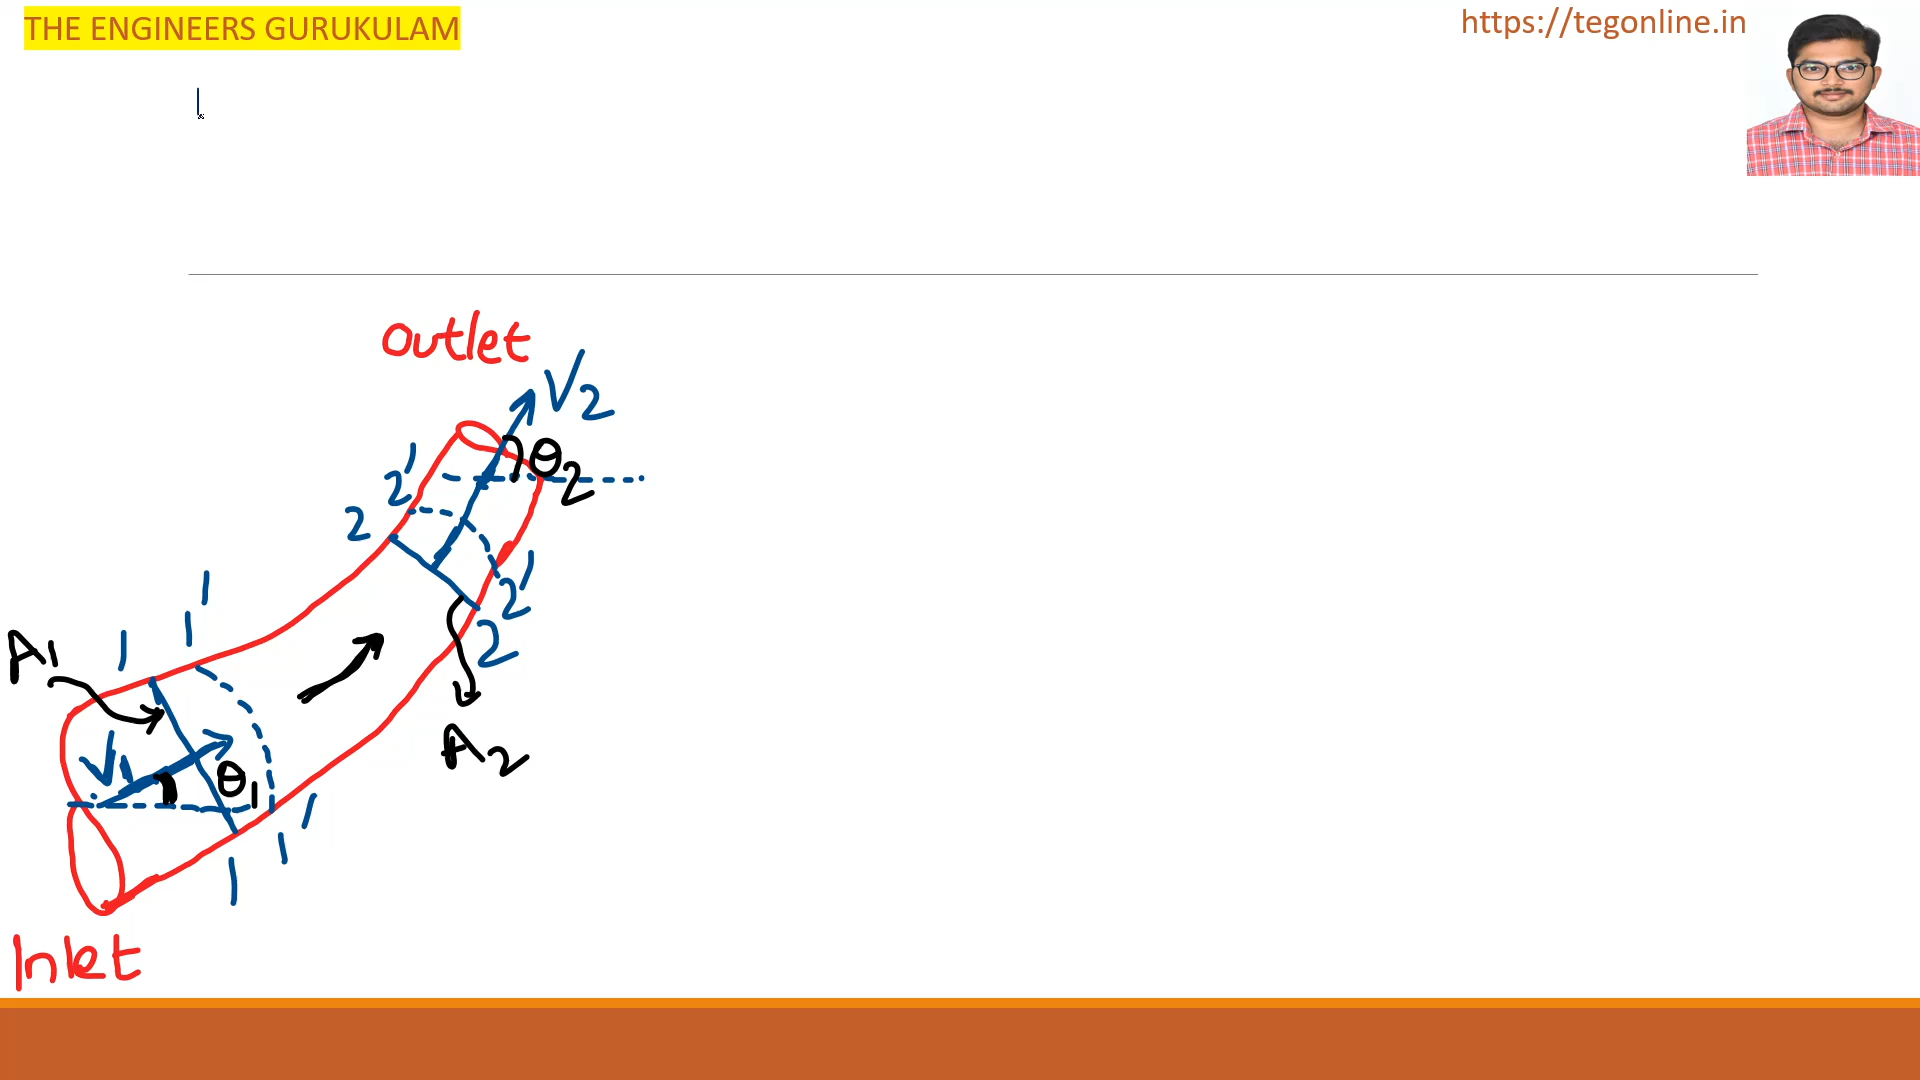 THE ENGINEERS GURUKULAM
https://tegonline.in
outlet
V2
θ2
2'
2
2'
2
1'
1
A1
A2
V1
θ1
1'
1
Inlet